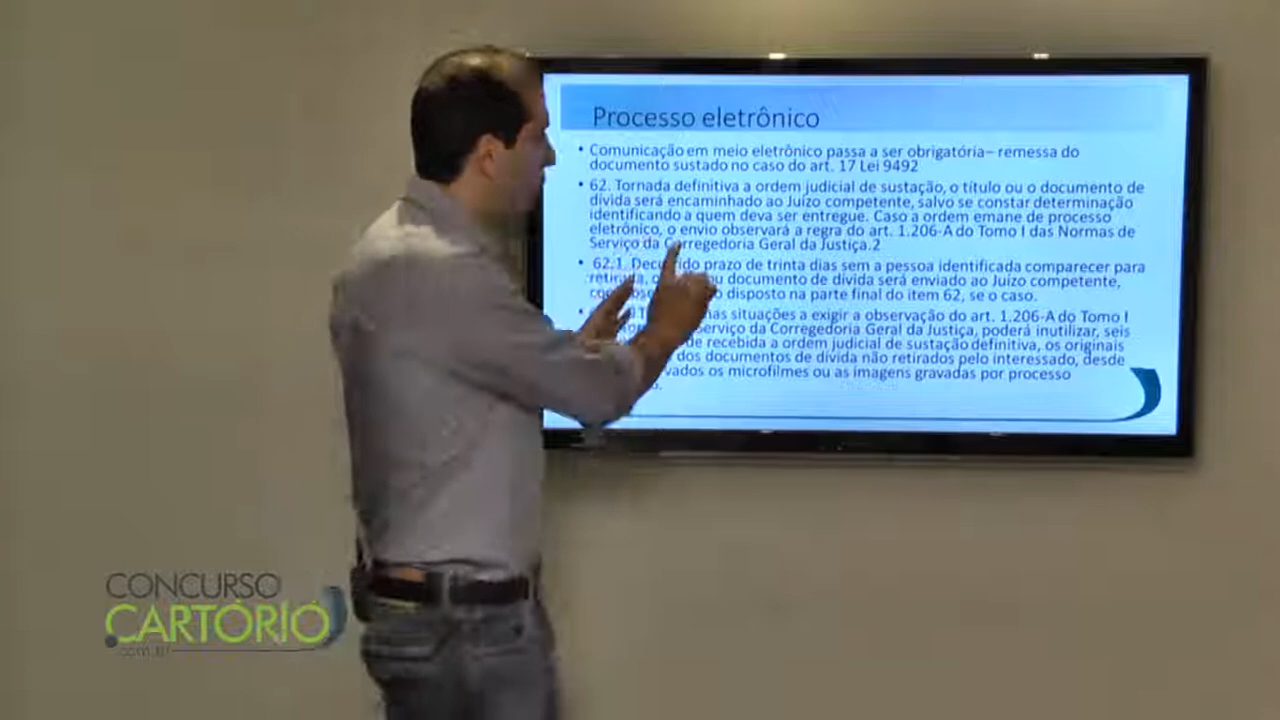 Processo eletrônico
• Comunicação em meio eletrônico passa a ser obrigatória– remessa do
documento sustado no caso do art. 17 Lei 9492
• 62. Tornada definitiva a ordem judicial de sustação, o título ou o documento de
dívida será encaminhado ao Juízo competente, salvo se constar determinação
identificando a quem deva ser entregue. Caso a ordem emane de processo
eletrônico, o envio observará a regra do art. 1.206-A do Tomo I das Normas de
Serviço da Corregedoria Geral da Justiça.2
• 62.1. prazo de trinta dias sem a pessoa identificada comparecer para
ou documento de dívida será enviado ao Juízo competente,
disposto na parte final do item 62, se o caso.
• nas situações a exigir a observação do art. 1.206-A do Tomo I
Serviço da Corregedoria Geral da Justiça, poderá inutilizar, seis
de recebida a ordem judicial de sustação definitiva, os originais
dos documentos de dívida não retirados pelo interessado, desde
os microfilmes ou as imagens gravadas por processo
CONCURSO
CARTÓRIO
.com.br